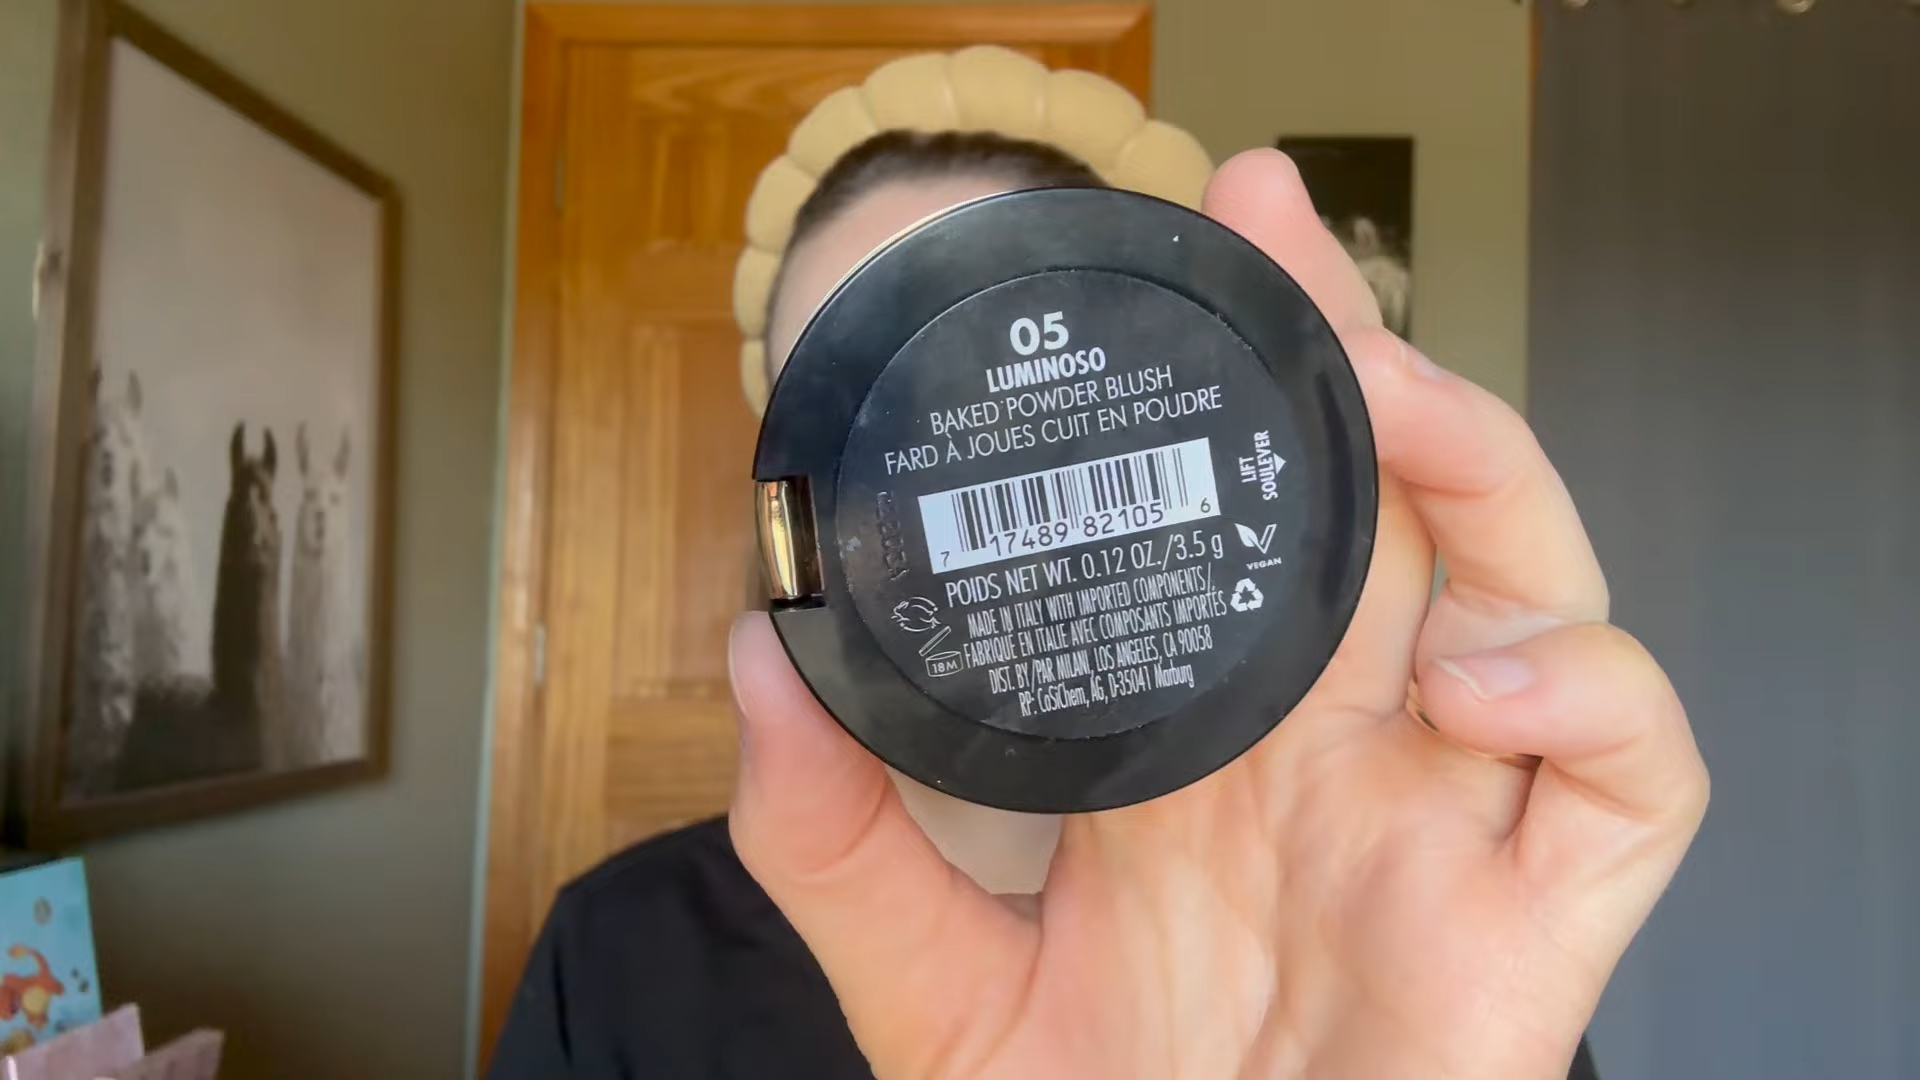 05
LUMINOSO
BAKED POWDER BLUSH
FARD À JOUES CUIT EN POUDRE
LIFT
SOULEVER
7 17489 82105 6
POIDS NET WT. 0.12 OZ./3.5 g
VEGAN
MADE IN ITALY WITH IMPORTED COMPONENTS/
FABRIQUÉ EN ITALIE AVEC COMPOSANTS IMPORTÉS
18M
DIST. BY/PAR MILANI, LOS ANGELES, CA 90058
RP: CoSiChem, AG, D-35041 Marburg